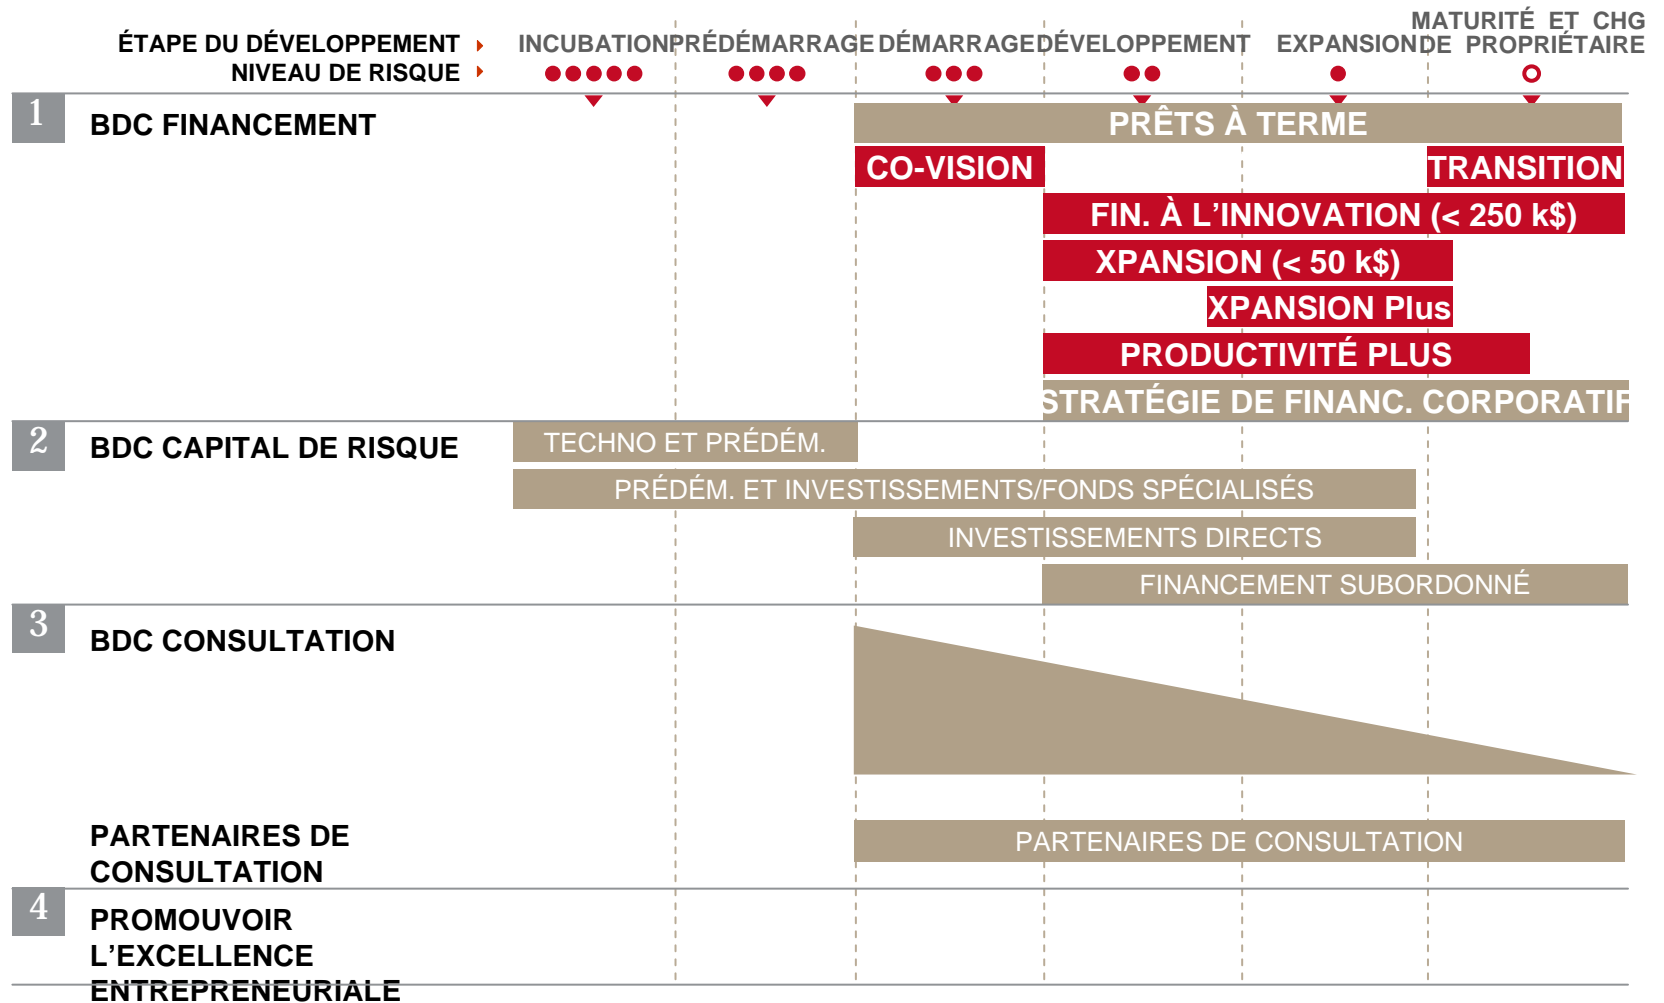 MATURITÉ ET CHG
ÉTAPE DU DÉVELOPPEMENT INCUBATION PRÉDÉMARRAGE DÉMARRAGE DÉVELOPPEMENT EXPANSION DE PROPRIÉTAIRE
NIVEAU DE RISQUE
1 BDC FINANCEMENT PRÊTS À TERME
CO-VISION TRANSITION
FIN. À L’INNOVATION (< 250 k$)
XPANSION (< 50 k$)
XPANSION Plus
PRODUCTIVITÉ PLUS
STRATÉGIE DE FINANC. CORPORATIF
2 BDC CAPITAL DE RISQUE TECHNO ET PRÉDÉM.
PRÉDÉM. ET INVESTISSEMENTS/FONDS SPÉCIALISÉS
INVESTISSEMENTS DIRECTS
FINANCEMENT SUBORDONNÉ
3 BDC CONSULTATION
PARTENAIRES DE
CONSULTATION
PARTENAIRES DE CONSULTATION
4 PROMOUVOIR
L’EXCELLENCE
ENTREPRENEURIALE